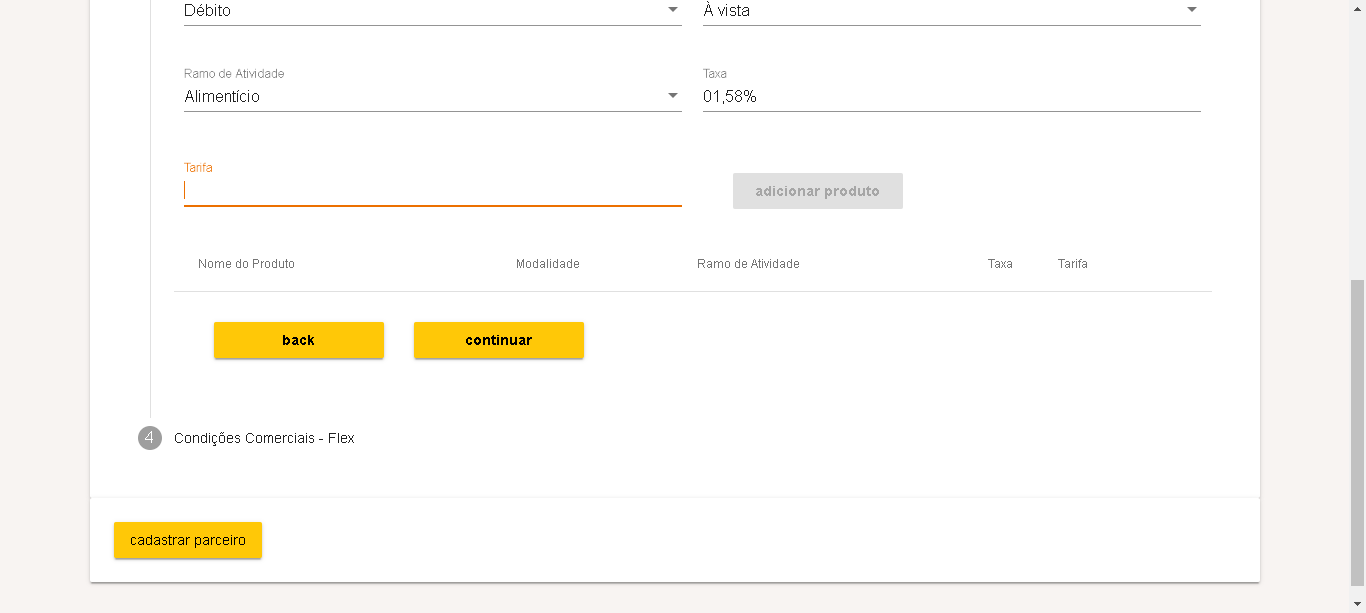 Débito À vista
Ramo de Atividade Taxa
Alimentício 01,58%
Tarifa
adicionar produto
Nome do Produto Modalidade Ramo de Atividade Taxa Tarifa
back continuar
4 Condições Comerciais - Flex
cadastrar parceiro